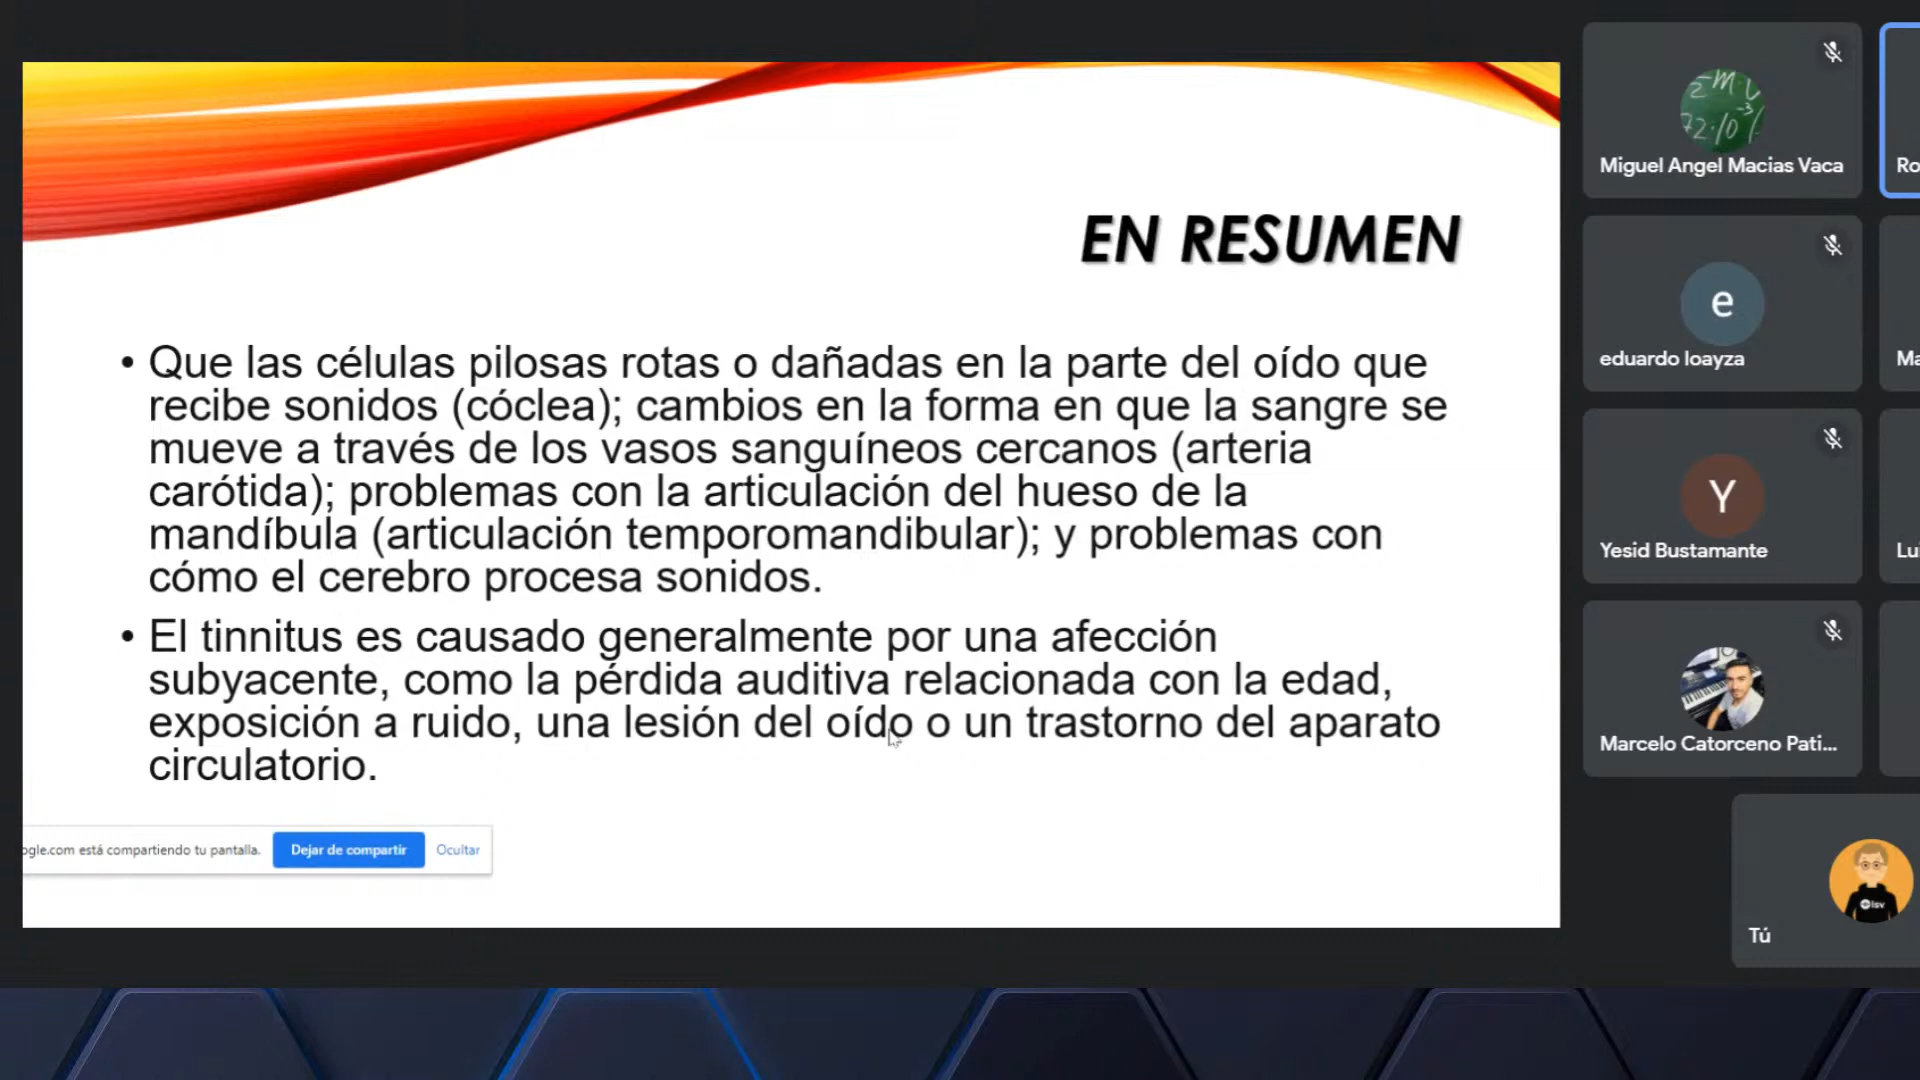 EN RESUMEN
• Que las células pilosas rotas o dañadas en la parte del oído que
recibe sonidos (cóclea); cambios en la forma en que la sangre se
mueve a través de los vasos sanguíneos cercanos (arteria
carótida); problemas con la articulación del hueso de la
mandíbula (articulación temporomandibular); y problemas con
cómo el cerebro procesa sonidos.
• El tinnitus es causado generalmente por una afección
subyacente, como la pérdida auditiva relacionada con la edad,
exposición a ruido, una lesión del oído o un trastorno del aparato
circulatorio.
ogle.com está compartiendo tu pantalla. Dejar de compartir Ocultar
Miguel Angel Macias Vaca
Ro
e
eduardo loayza
Ma
Y
Yesid Bustamante
Lui
Marcelo Catorceno Pati...
lsv
Tú